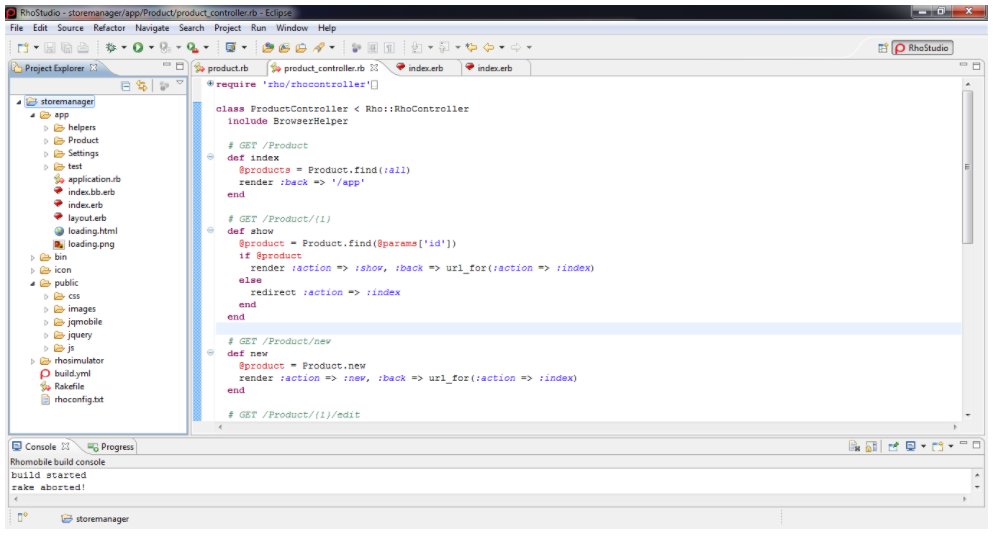 RhoStudio - storemanager/app/Product/product_controller.rb - Eclipse
File Edit Source Refactor Navigate Search Project Run Window Help
RhoStudio
Project Explorer
storemanager
app
helpers
Product
Settings
test
application.rb
index.bb.erb
index.erb
layout.erb
loading.html
loading.png
bin
icon
public
css
images
jqmobile
jquery
js
rhosimulator
build.yml
Rakefile
rhoconfig.txt
product.rb product_controller.rb index.erb index.erb
require 'rho/rhocontroller'
class ProductController < Rho::RhoController
include BrowserHelper
# GET /Product
def index
@products = Product.find(:all)
render :back => '/app'
end
# GET /Product/{1}
def show
@product = Product.find(@params['id'])
if @product
render :action => :show, :back => url_for(:action => :index)
else
redirect :action => :index
end
end
# GET /Product/new
def new
@product = Product.new
render :action => :new, :back => url_for(:action => :index)
end
# GET /Product/{1}/edit
Console Progress
Rhomobile build console
build started
rake aborted!
storemanager